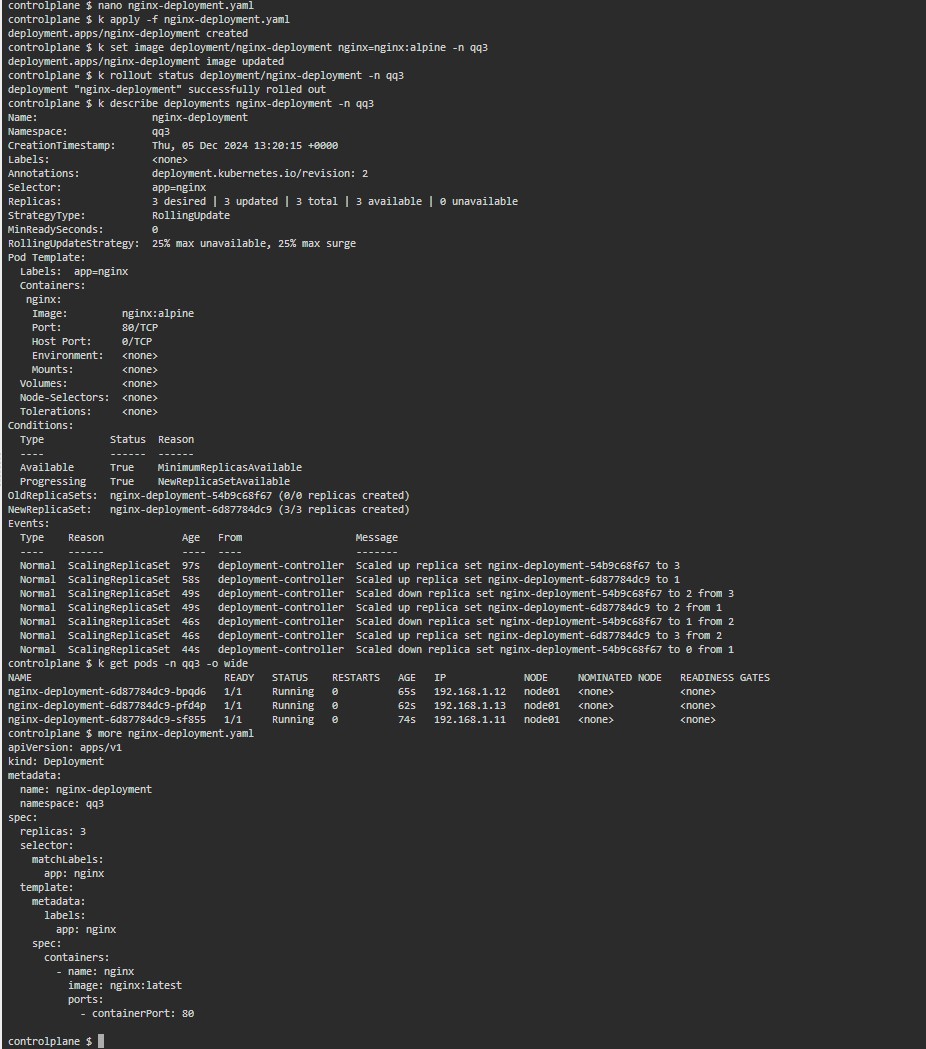 controlplane $ nano nginx-deployment.yaml
controlplane $ k apply -f nginx-deployment.yaml
deployment.apps/nginx-deployment created
controlplane $ k set image deployment/nginx-deployment nginx=nginx:alpine -n qq3
deployment.apps/nginx-deployment image updated
controlplane $ k rollout status deployment/nginx-deployment -n qq3
deployment "nginx-deployment" successfully rolled out
controlplane $ k describe deployments nginx-deployment -n qq3
Name:                   nginx-deployment
Namespace:              qq3
CreationTimestamp:      Thu, 05 Dec 2024 13:20:15 +0000
Labels:                 <none>
Annotations:            deployment.kubernetes.io/revision: 2
Selector:               app=nginx
Replicas:               3 desired | 3 updated | 3 total | 3 available | 0 unavailable
StrategyType:           RollingUpdate
MinReadySeconds:        0
RollingUpdateStrategy:  25% max unavailable, 25% max surge
Pod Template:
  Labels:  app=nginx
  Containers:
   nginx:
    Image:         nginx:alpine
    Port:          80/TCP
    Host Port:     0/TCP
    Environment:   <none>
    Mounts:        <none>
  Volumes:         <none>
  Node-Selectors:  <none>
  Tolerations:     <none>
Conditions:
  Type           Status  Reason
  ----           ------  ------
  Available      True    MinimumReplicasAvailable
  Progressing    True    NewReplicaSetAvailable
OldReplicaSets:  nginx-deployment-54b9c68f67 (0/0 replicas created)
NewReplicaSet:   nginx-deployment-6d87784dc9 (3/3 replicas created)
Events:
  Type    Reason             Age   From                   Message
  ----    ------             ----  ----                   -------
  Normal  ScalingReplicaSet  97s   deployment-controller  Scaled up replica set nginx-deployment-54b9c68f67 to 3
  Normal  ScalingReplicaSet  58s   deployment-controller  Scaled up replica set nginx-deployment-6d87784dc9 to 1
  Normal  ScalingReplicaSet  49s   deployment-controller  Scaled down replica set nginx-deployment-54b9c68f67 to 2 from 3
  Normal  ScalingReplicaSet  49s   deployment-controller  Scaled up replica set nginx-deployment-6d87784dc9 to 2 from 1
  Normal  ScalingReplicaSet  46s   deployment-controller  Scaled down replica set nginx-deployment-54b9c68f67 to 1 from 2
  Normal  ScalingReplicaSet  46s   deployment-controller  Scaled up replica set nginx-deployment-6d87784dc9 to 3 from 2
  Normal  ScalingReplicaSet  44s   deployment-controller  Scaled down replica set nginx-deployment-54b9c68f67 to 0 from 1
controlplane $ k get pods -n qq3 -o wide
NAME                                READY   STATUS    RESTARTS   AGE   IP             NODE     NOMINATED NODE   READINESS GATES
nginx-deployment-6d87784dc9-bpqd6   1/1     Running   0          65s   192.168.1.12   node01   <none>           <none>
nginx-deployment-6d87784dc9-pfd4p   1/1     Running   0          62s   192.168.1.13   node01   <none>           <none>
nginx-deployment-6d87784dc9-sf855   1/1     Running   0          74s   192.168.1.11   node01   <none>           <none>
controlplane $ more nginx-deployment.yaml
apiVersion: apps/v1
kind: Deployment
metadata:
  name: nginx-deployment
  namespace: qq3
spec:
  replicas: 3
  selector:
    matchLabels:
      app: nginx
  template:
    metadata:
      labels:
        app: nginx
    spec:
      containers:
        - name: nginx
          image: nginx:latest
          ports:
            - containerPort: 80
controlplane $